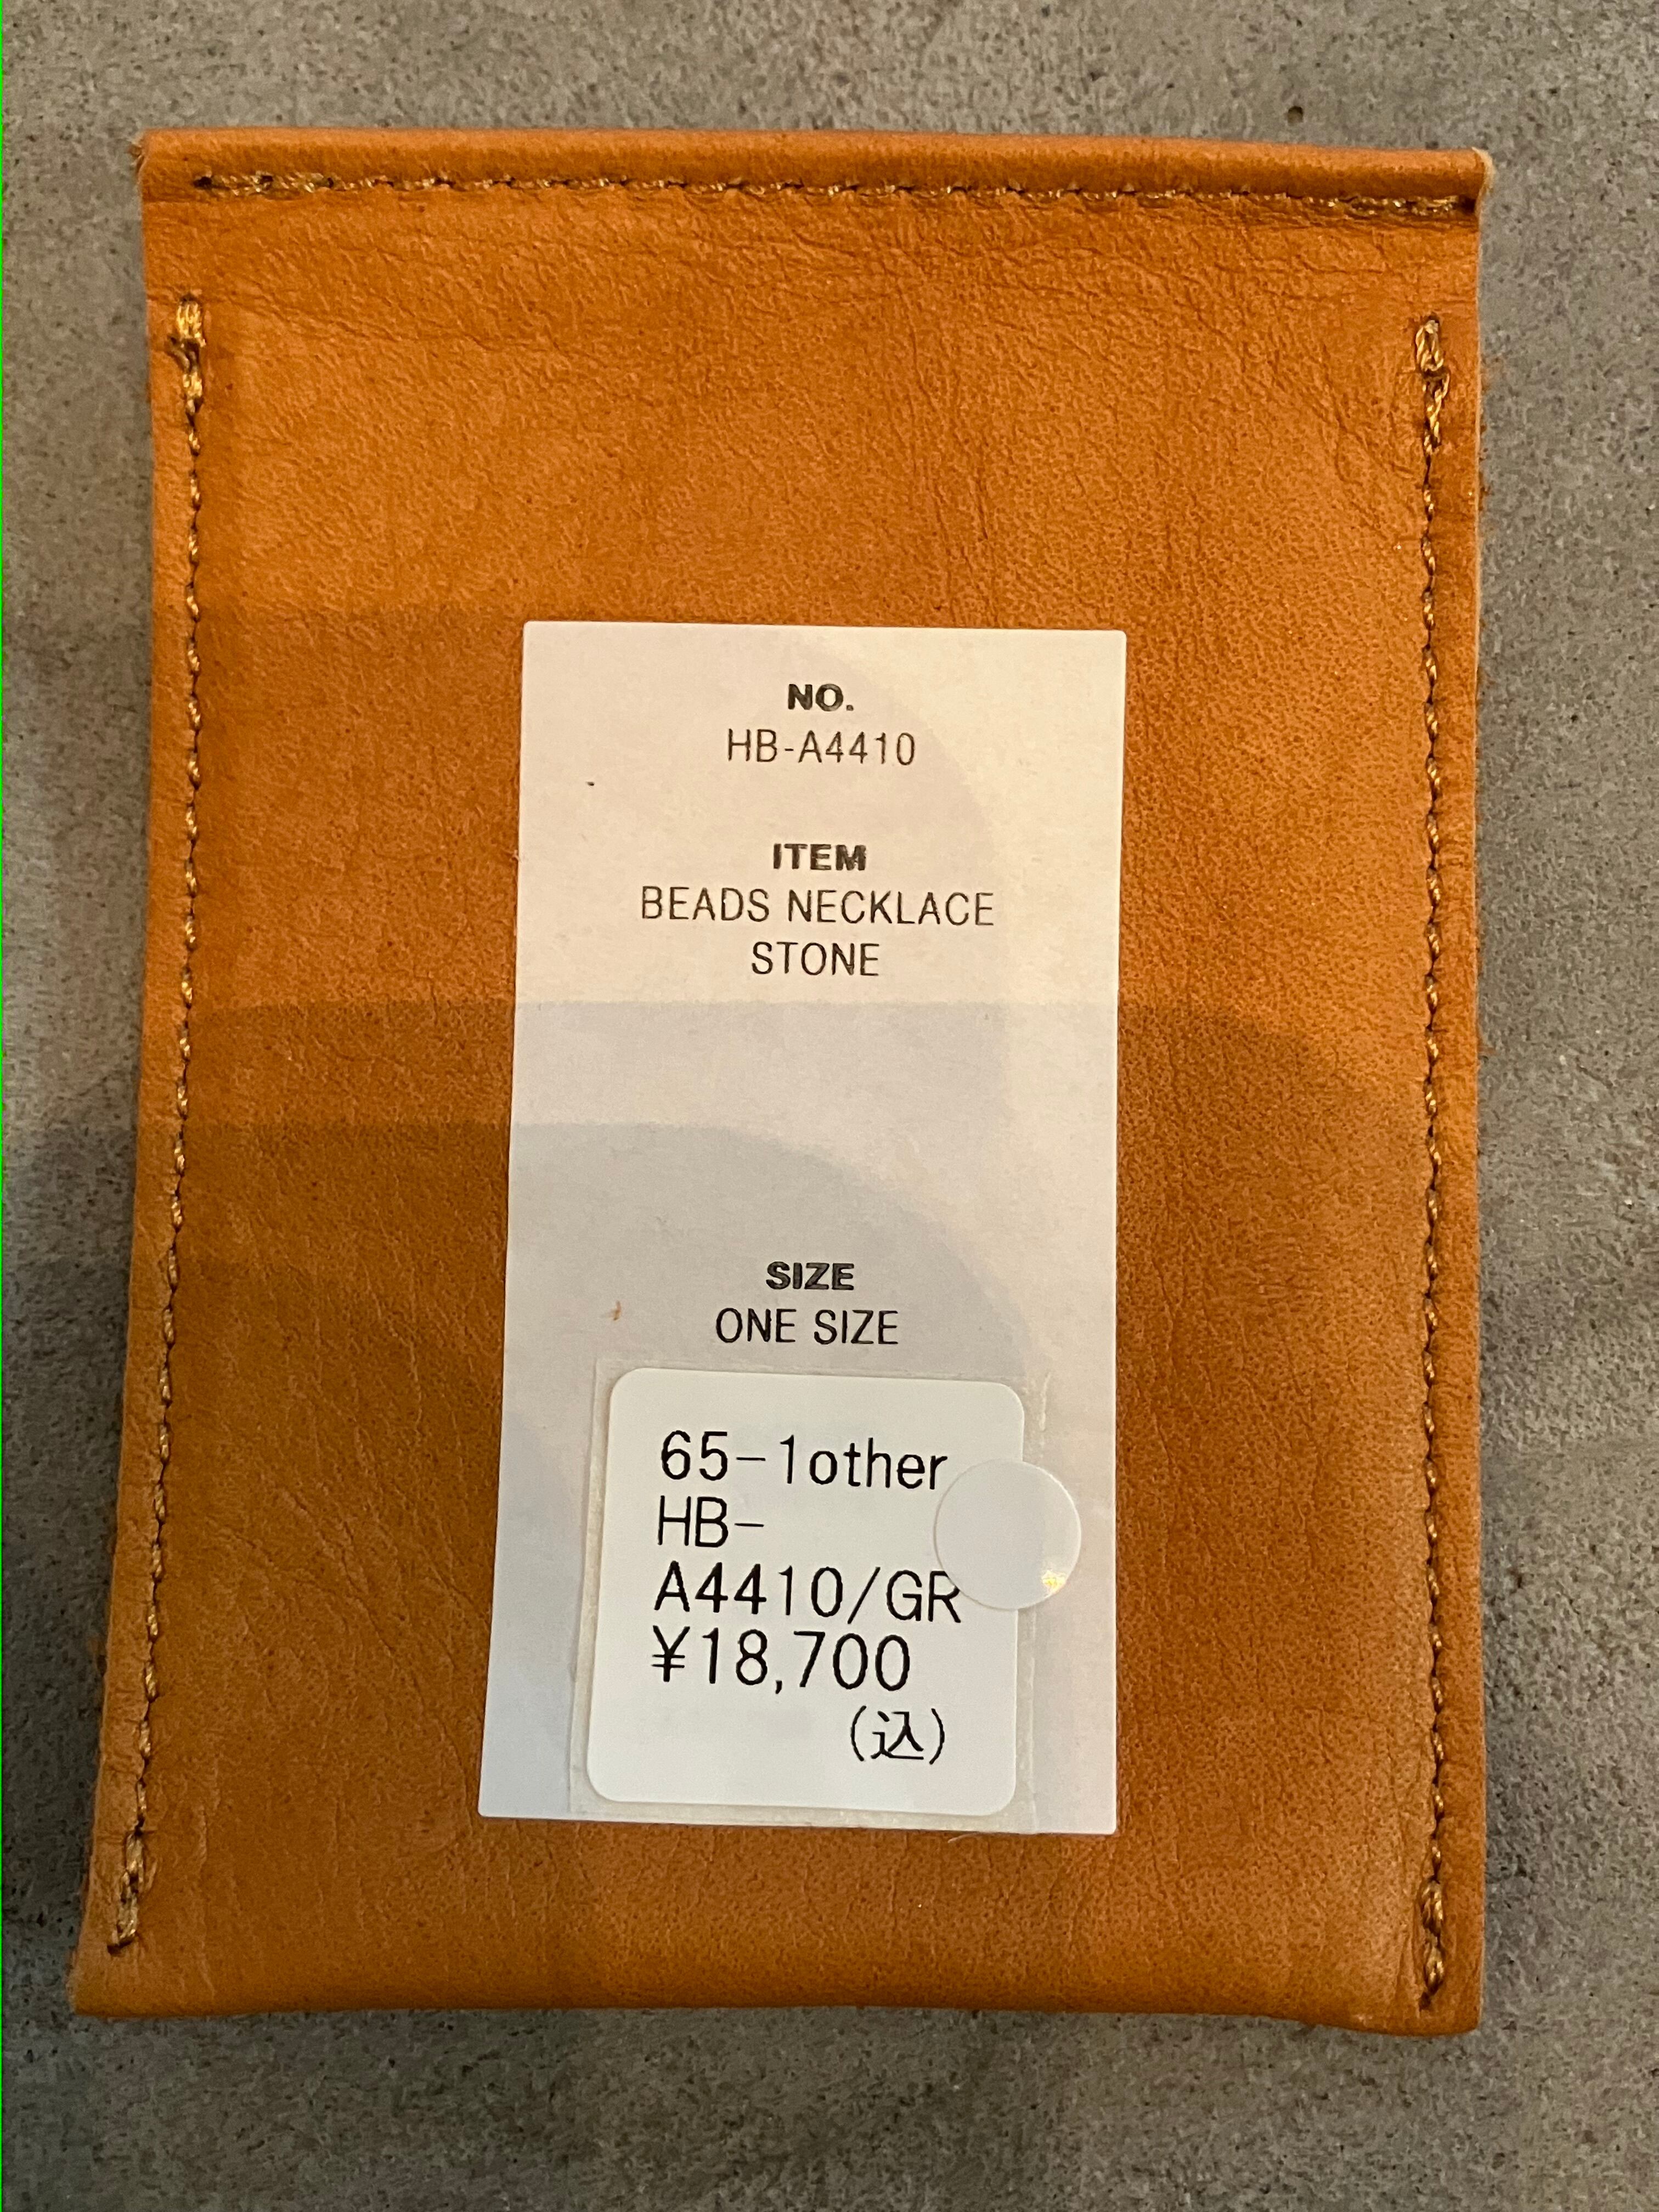 NO.
HB-A4410
ITEM
BEADS NECKLACE
STONE
SIZE
ONE SIZE
65-1other
HB-
A4410/GR
¥18,700
(込)